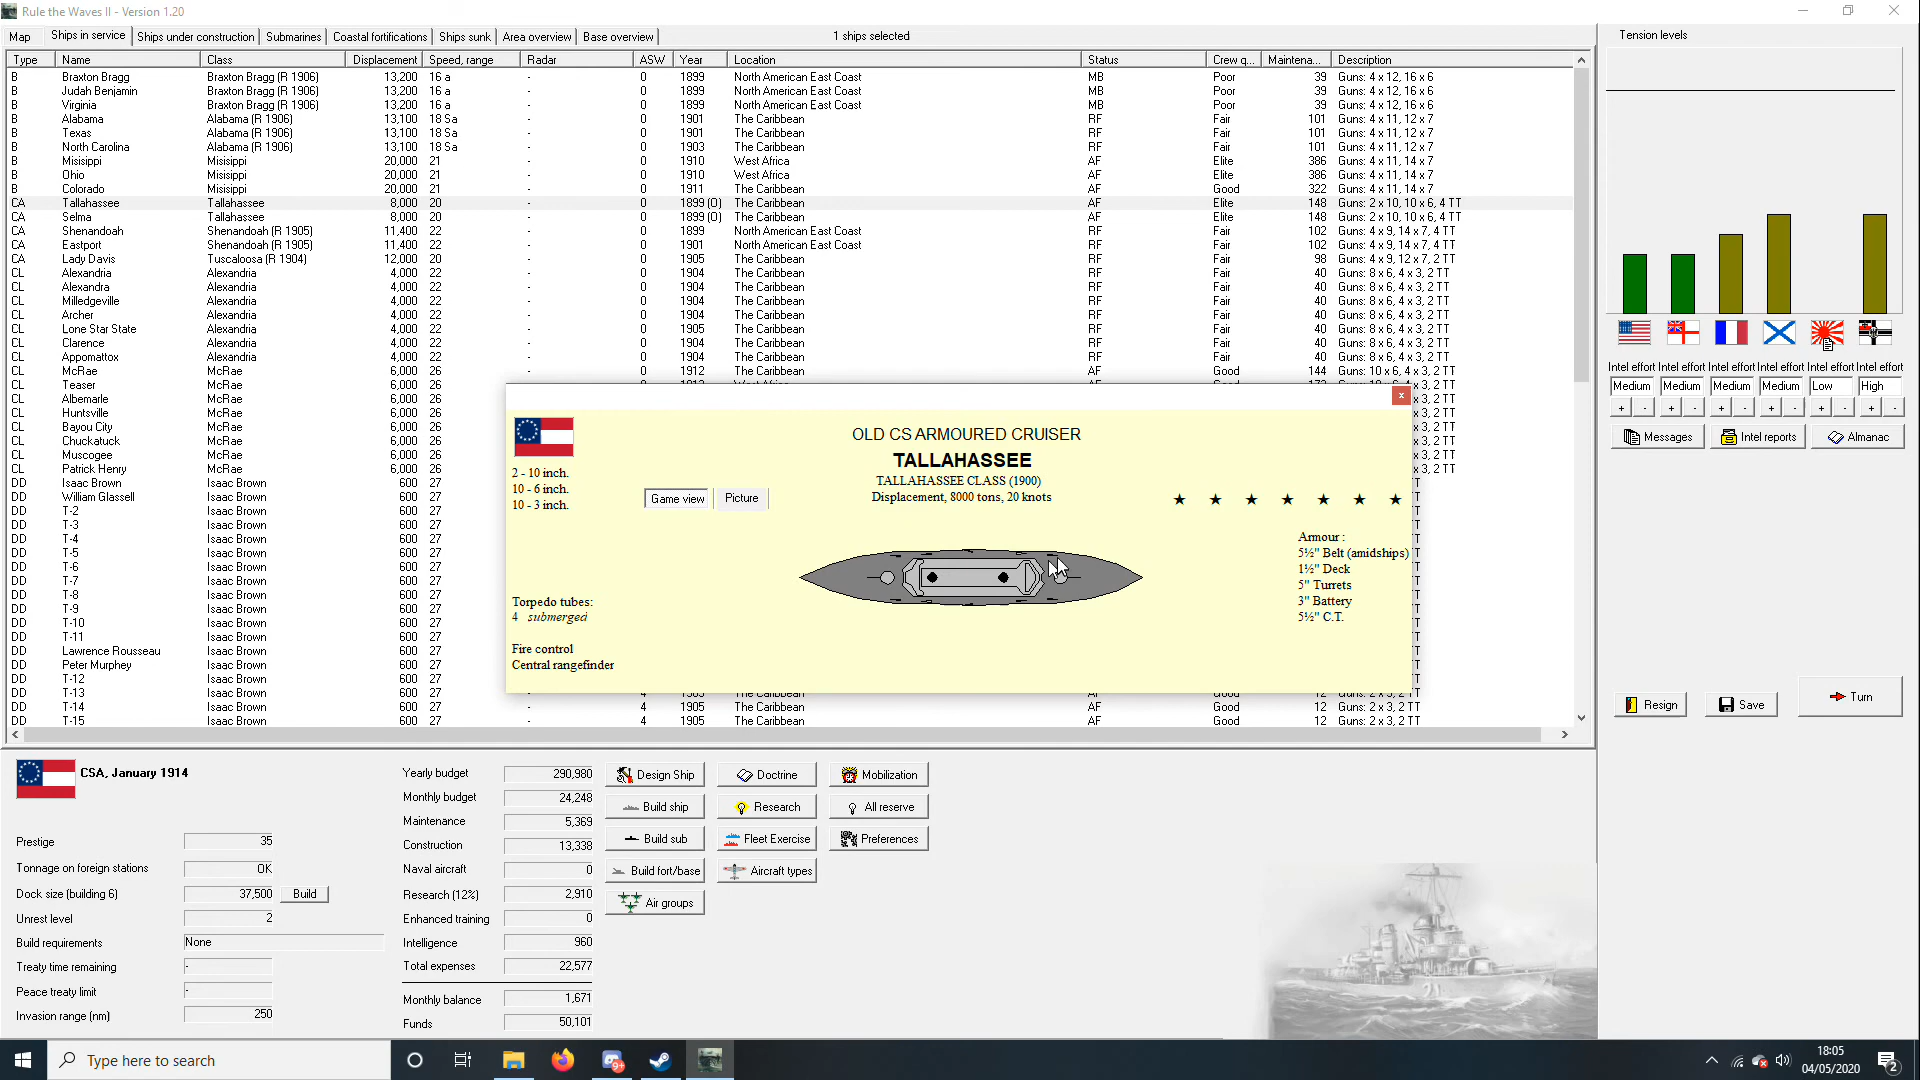 Rule the Waves II - Version 1.20
Map Ships in service Ships under construction Submarines Coastal fortifications Ships sunk Area overview Base overview 1 ships selected
Type Name Class Displacement Speed, range Radar ASW Year Location Status Crew q... Maintena... Description
B Braxton Bragg Braxton Bragg (R 1906) 13,200 16 a - 0 1899 North American East Coast MB Poor 39 Guns: 4 x 12, 16 x 6
B Judah Benjamin Braxton Bragg (R 1906) 13,200 16 a - 0 1899 North American East Coast MB Poor 39 Guns: 4 x 12, 16 x 6
B Virginia Braxton Bragg (R 1906) 13,200 16 a - 0 1899 North American East Coast MB Poor 39 Guns: 4 x 12, 16 x 6
B Alabama Alabama (R 1906) 13,100 18 Sa - 0 1901 The Caribbean RF Fair 101 Guns: 4 x 11, 12 x 7
B Texas Alabama (R 1906) 13,100 18 Sa - 0 1901 The Caribbean RF Fair 101 Guns: 4 x 11, 12 x 7
B North Carolina Alabama (R 1906) 13,100 18 Sa - 0 1903 The Caribbean RF Fair 101 Guns: 4 x 11, 12 x 7
B Misisippi Misisippi 20,000 21 - 0 1910 West Africa AF Elite 386 Guns: 4 x 11, 14 x 7
B Ohio Misisippi 20,000 21 - 0 1910 West Africa AF Elite 386 Guns: 4 x 11, 14 x 7
B Colorado Misisippi 20,000 21 - 0 1911 The Caribbean AF Good 322 Guns: 4 x 11, 14 x 7
CA Tallahassee Tallahassee 8,000 20 - 0 1899 (O) The Caribbean AF Elite 148 Guns: 2 x 10, 10 x 6, 4 TT
CA Selma Tallahassee 8,000 20 - 0 1899 (O) The Caribbean AF Elite 148 Guns: 2 x 10, 10 x 6, 4 TT
CA Shenandoah Shenandoah (R 1905) 11,400 22 - 0 1899 North American East Coast RF Fair 102 Guns: 4 x 9, 14 x 7, 4 TT
CA Eastport Shenandoah (R 1905) 11,400 22 - 0 1901 North American East Coast RF Fair 102 Guns: 4 x 9, 14 x 7, 4 TT
CA Lady Davis Tuscaloosa (R 1904) 12,000 20 - 0 1905 The Caribbean RF Fair 98 Guns: 4 x 9, 12 x 7, 2 TT
CL Alexandria Alexandria 4,000 22 - 0 1904 The Caribbean RF Fair 40 Guns: 8 x 6, 4 x 3, 2 TT
CL Alexandra Alexandria 4,000 22 - 0 1904 The Caribbean RF Fair 40 Guns: 8 x 6, 4 x 3, 2 TT
CL Milledgeville Alexandria 4,000 22 - 0 1904 The Caribbean RF Fair 40 Guns: 8 x 6, 4 x 3, 2 TT
CL Archer Alexandria 4,000 22 - 0 1904 The Caribbean RF Fair 40 Guns: 8 x 6, 4 x 3, 2 TT
CL Lone Star State Alexandria 4,000 22 - 0 1905 The Caribbean RF Fair 40 Guns: 8 x 6, 4 x 3, 2 TT
CL Clarence Alexandria 4,000 22 - 0 1904 The Caribbean RF Fair 40 Guns: 8 x 6, 4 x 3, 2 TT
CL Appomattox Alexandria 4,000 22 - 0 1904 The Caribbean RF Fair 40 Guns: 8 x 6, 4 x 3, 2 TT
CL McRae McRae 6,000 26 - 0 1912 The Caribbean AF Good 144 Guns: 10 x 6, 4 x 3, 2 TT
CL Teaser McRae 6,000 26 x 3, 2 TT
CL Albemarle McRae 6,000 26 x 3, 2 TT
CL Huntsville McRae 6,000 26 x 3, 2 TT
CL Bayou City McRae 6,000 26 x 3, 2 TT
CL Chuckatuck McRae 6,000 26 x 3, 2 TT
CL Muscogee McRae 6,000 26 x 3, 2 TT
CL Patrick Henry McRae 6,000 26 x 3, 2 TT
DD Isaac Brown Isaac Brown 600 27
DD William Glassell Isaac Brown 600 27
DD T-2 Isaac Brown 600 27
DD T-3 Isaac Brown 600 27
DD T-4 Isaac Brown 600 27
DD T-5 Isaac Brown 600 27
DD T-6 Isaac Brown 600 27
DD T-7 Isaac Brown 600 27
DD T-8 Isaac Brown 600 27
DD T-9 Isaac Brown 600 27
DD T-10 Isaac Brown 600 27
DD T-11 Isaac Brown 600 27
DD Lawrence Rousseau Isaac Brown 600 27
DD Peter Murphey Isaac Brown 600 27
DD T-12 Isaac Brown 600 27
DD T-13 Isaac Brown 600 27
DD T-14 Isaac Brown 600 27 - 4 1905 The Caribbean AF Good 12 Guns: 2 x 3, 2 TT
DD T-15 Isaac Brown 600 27 - 4 1905 The Caribbean AF Good 12 Guns: 2 x 3, 2 TT
OLD CS ARMOURED CRUISER
TALLAHASSEE
TALLAHASSEE CLASS (1900)
Displacement, 8000 tons, 20 knots
2 - 10 inch.
10 - 6 inch.
10 - 3 inch.
Game view Picture
Armour :
5½" Belt (amidships)
1½" Deck
5" Turrets
3" Battery
5½" C.T.
Torpedo tubes:
4 submerged
Fire control
Central rangefinder
Tension levels
Intel effort Intel effort Intel effort Intel effort Intel effort Intel effort
Medium Medium Medium Medium Low High
+ - + - + - + - + - + -
Messages Intel reports Almanac
Resign Save Turn
CSA, January 1914
Prestige 35
Tonnage on foreign stations OK
Dock size (building 6) 37,500 Build
Unrest level 2
Build requirements None
Treaty time remaining -
Peace treaty limit -
Invasion range (nm) 250
Yearly budget 290,980
Monthly budget 24,248
Maintenance 5,369
Construction 13,338
Naval aircraft 0
Research (12%) 2,910
Enhanced training 0
Intelligence 960
Total expenses 22,577
Monthly balance 1,671
Funds 50,101
Design Ship Doctrine Mobilization
Build ship Research All reserve
Build sub Fleet Exercise Preferences
Build fort/base Aircraft types
Air groups
Type here to search
9+
18:05
04/05/2020
2